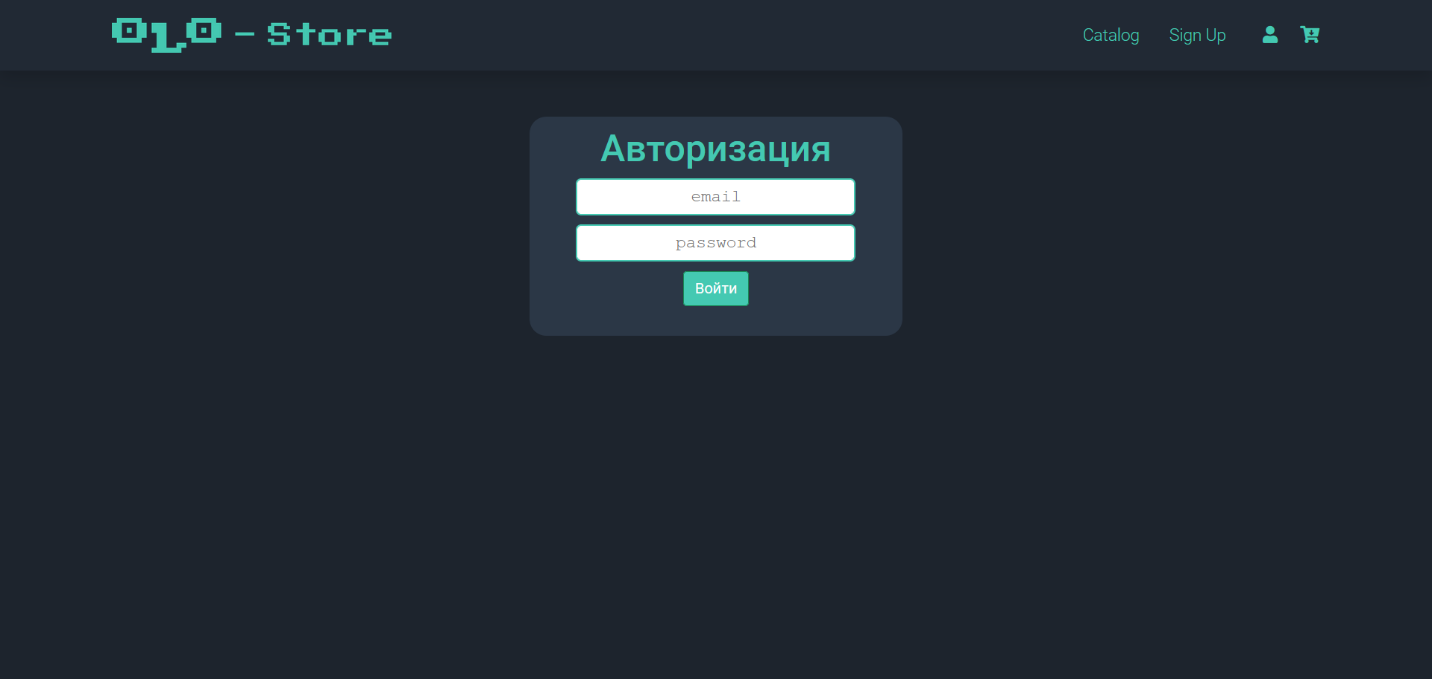 010 - Store
Catalog
Sign Up
Авторизация
email
password
Войти